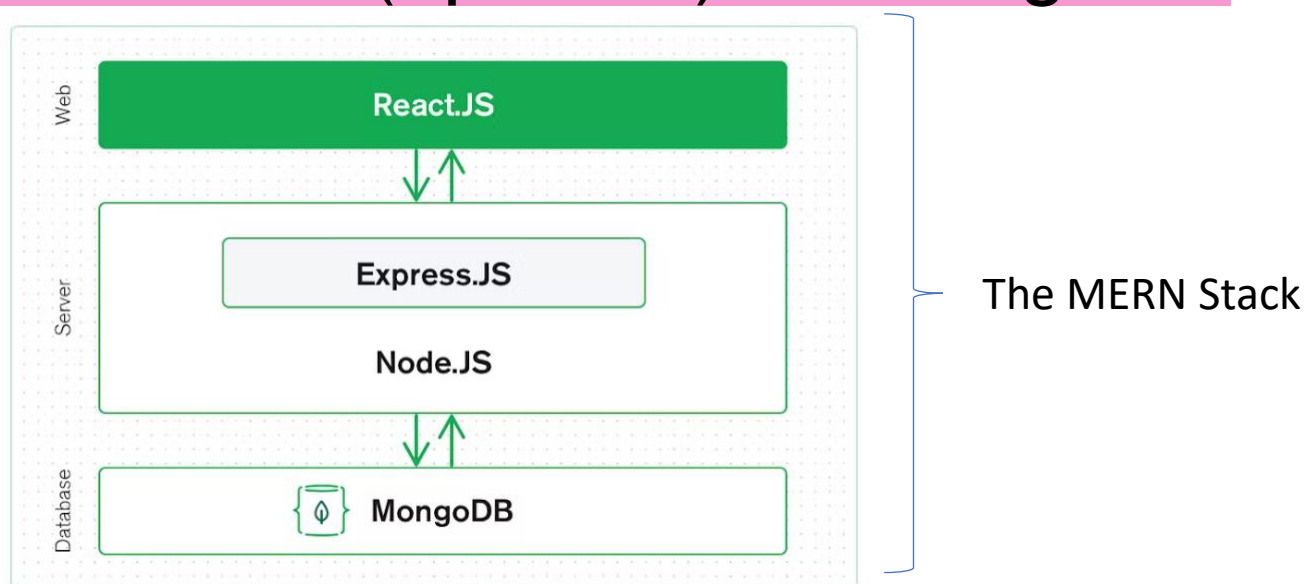 Web
React.JS
Server
Express.JS
Node.JS
The MERN Stack
Database
MongoDB